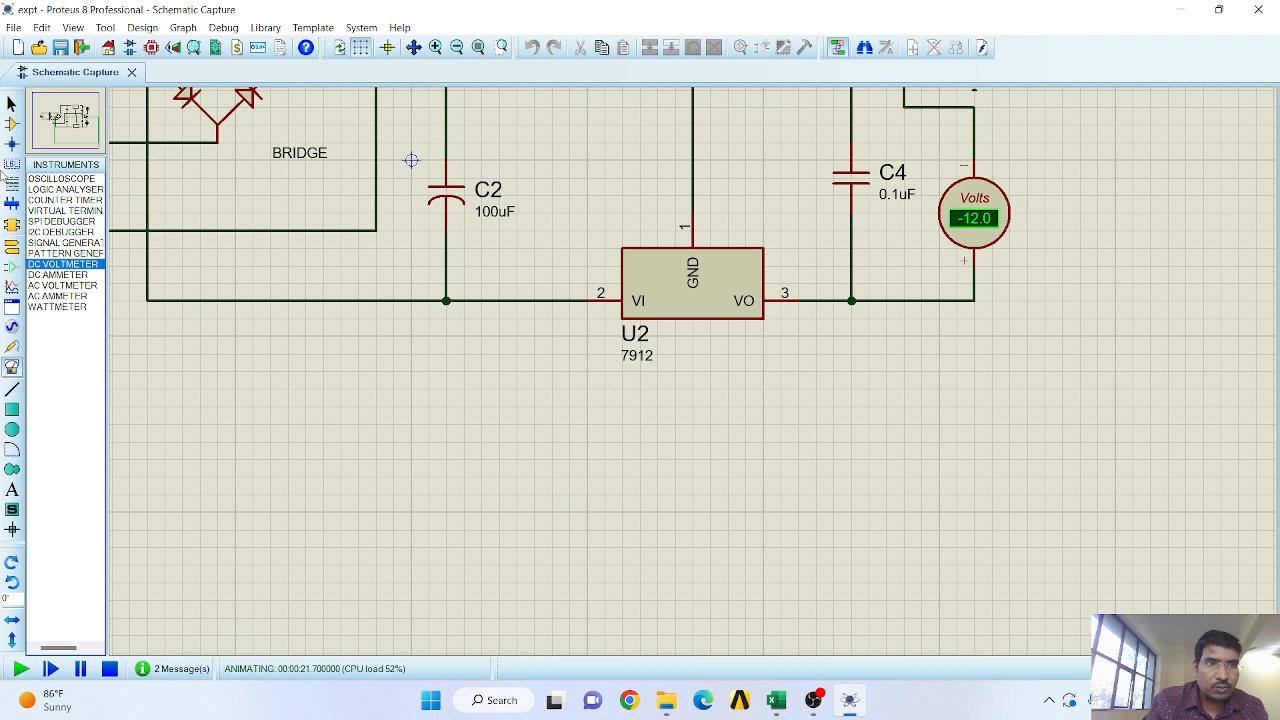 expt - Proteus 8 Professional - Schematic Capture
File Edit View Tool Design Graph Debug Library Template System Help
Schematic Capture
INSTRUMENTS
OSCILLOSCOPE
LOGIC ANALYSER
COUNTER TIMER
VIRTUAL TERMIN
SPI DEBUGGER
I2C DEBUGGER
SIGNAL GENERAT
PATTERN GENEF
DC VOLTMETER
DC AMMETER
AC VOLTMETER
AC AMMETER
WATTMETER
0°
BRIDGE
C2
100uF
1
GND
2
VI
VO
3
U2
7912
C4
0.1uF
Volts
-12.0
+
2 Message(s)
ANIMATING: 00:00:21.700000 (CPU load 52%)
86°F
Sunny
Search